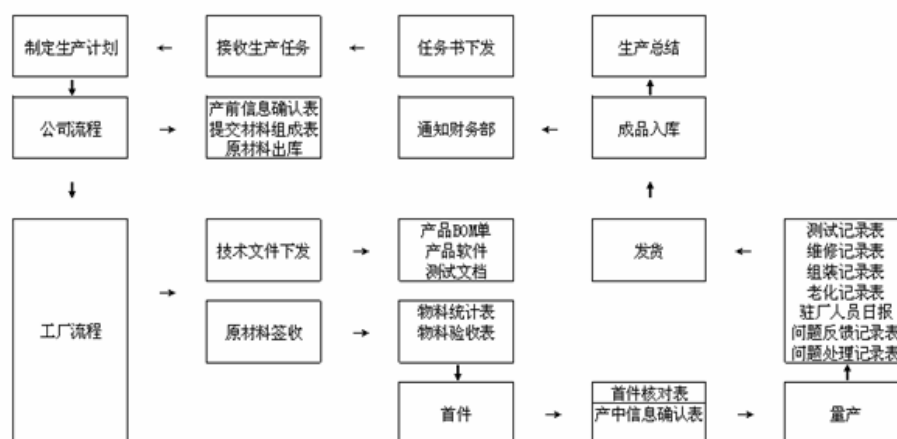 制定生产计划
接收生产任务
任务书下发
生产总结
公司流程
产前信息确认表
提交材料组成表
原材料出库
通知财务部
成品入库
工厂流程
技术文件下发
产品BOM单
产品软件
测试文档
发货
测试记录表
维修记录表
组装记录表
老化记录表
驻厂人员日报
问题反馈记录表
问题处理记录表
原材料签收
物料统计表
物料验收表
首件
首件核对表
产中信息确认表
量产